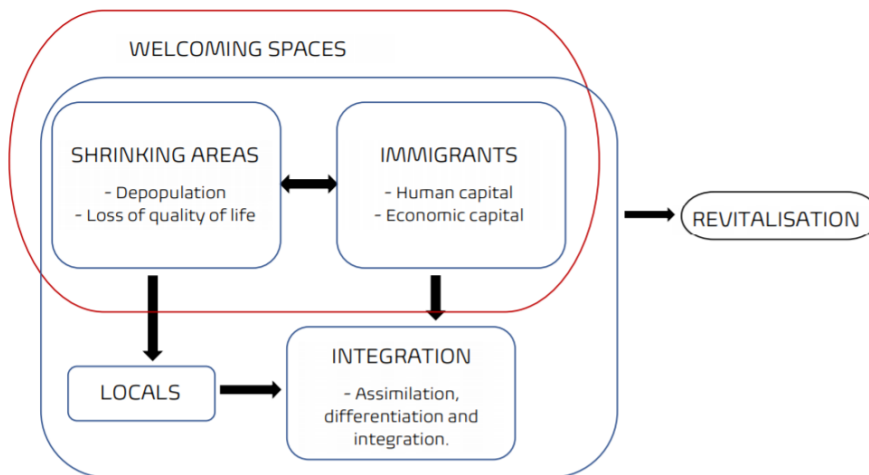 WELCOMING SPACES
SHRINKING AREAS
- Depopulation
- Loss of quality of life
IMMIGRANTS
- Human capital
- Economic capital
REVITALISATION
LOCALS
INTEGRATION
- Assimilation,
differentiation and
integration.